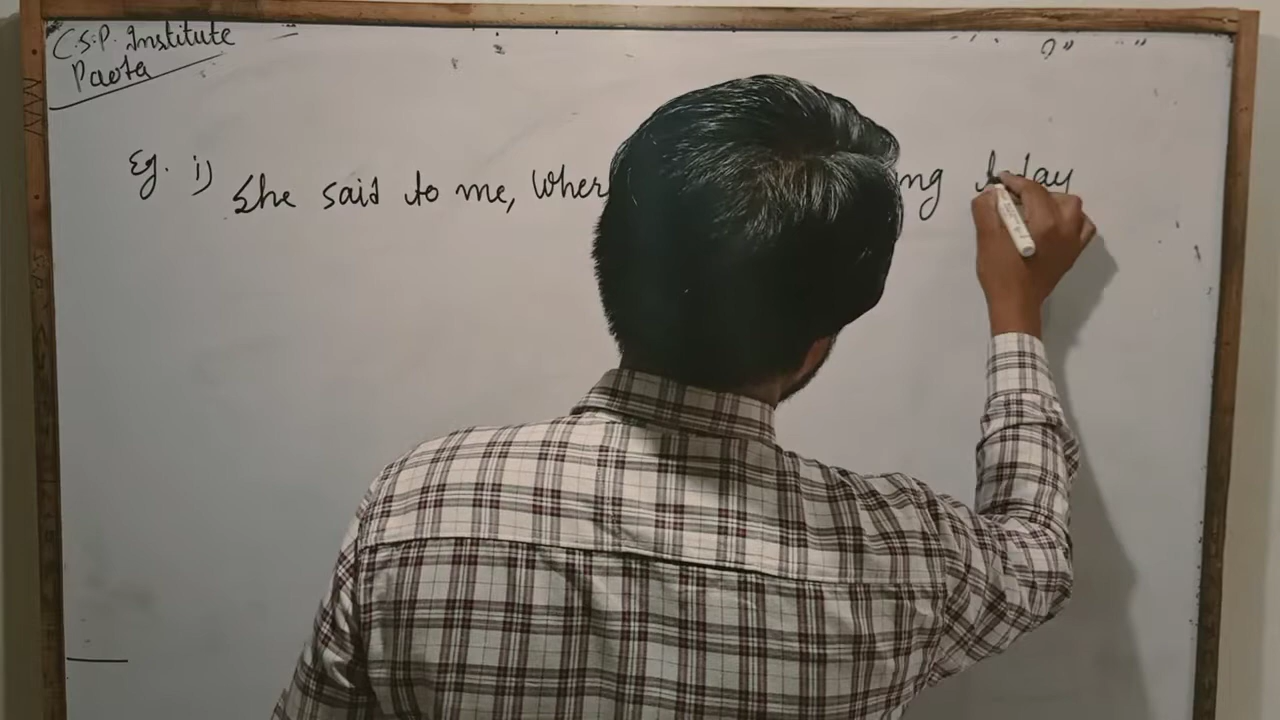 C.S.P. Institute
Paota
Eg. i) She said to me, Wher ng today